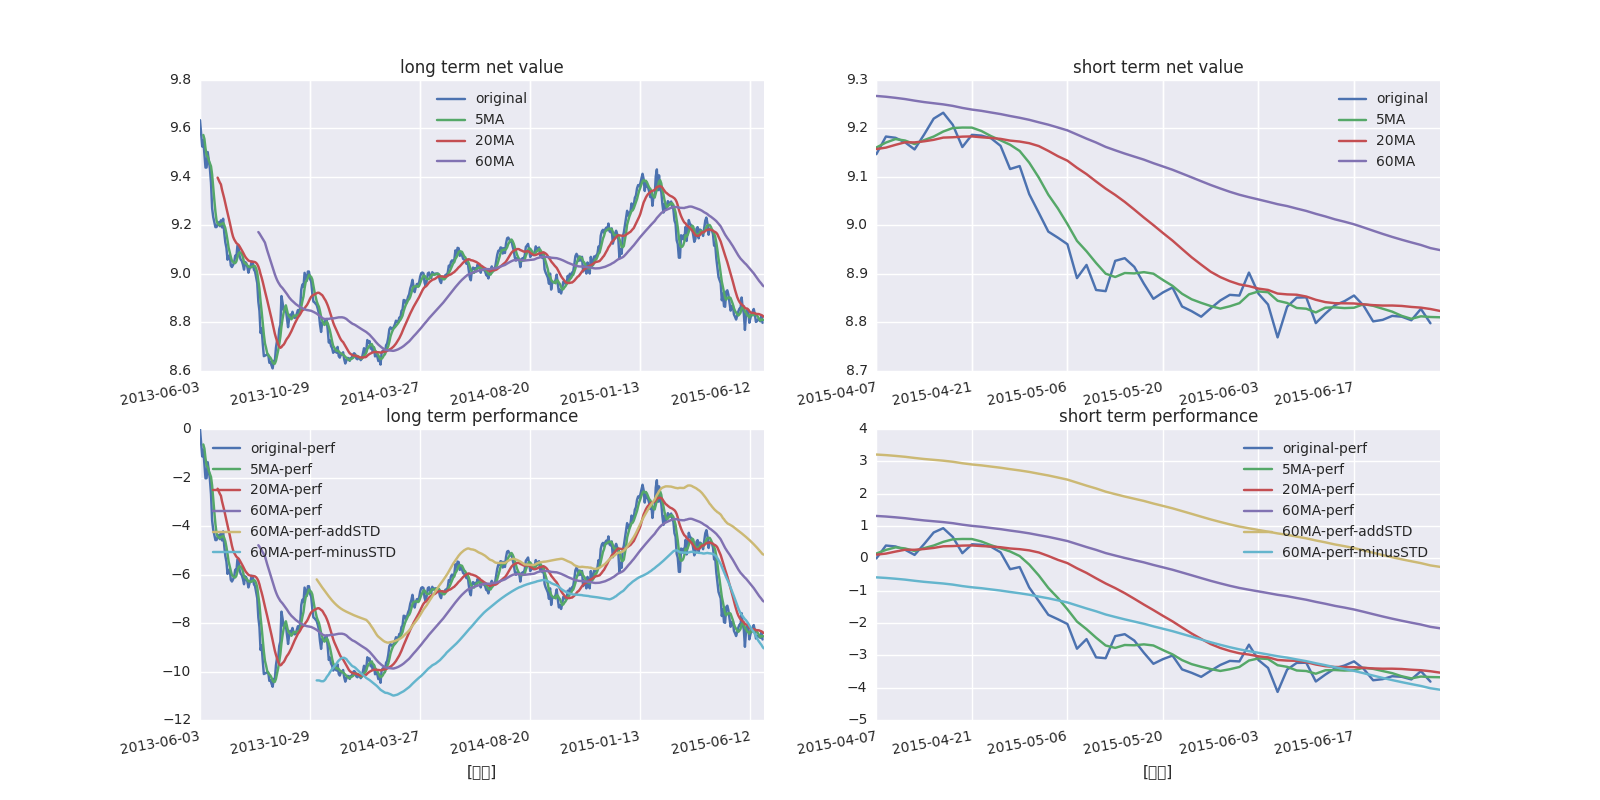 long term net value
9.8
9.6
9.4
9.2
9.0
8.8
8.6
original
5MA
20MA
60MA
2013-06-03
2013-10-29
2014-03-27
2014-08-20
2015-01-13
2015-06-12
short term net value
9.3
9.2
9.1
9.0
8.9
8.8
8.7
original
5MA
20MA
60MA
2015-04-07
2015-04-21
2015-05-06
2015-05-20
2015-06-03
2015-06-17
long term performance
0
−2
−4
−6
−8
−10
−12
original-perf
5MA-perf
20MA-perf
60MA-perf
60MA-perf-addSTD
60MA-perf-minusSTD
2013-06-03
2013-10-29
2014-03-27
2014-08-20
2015-01-13
2015-06-12
[▯▯]
short term performance
4
3
2
1
0
−1
−2
−3
−4
−5
original-perf
5MA-perf
20MA-perf
60MA-perf
60MA-perf-addSTD
60MA-perf-minusSTD
2015-04-07
2015-04-21
2015-05-06
2015-05-20
2015-06-03
2015-06-17
[▯▯]